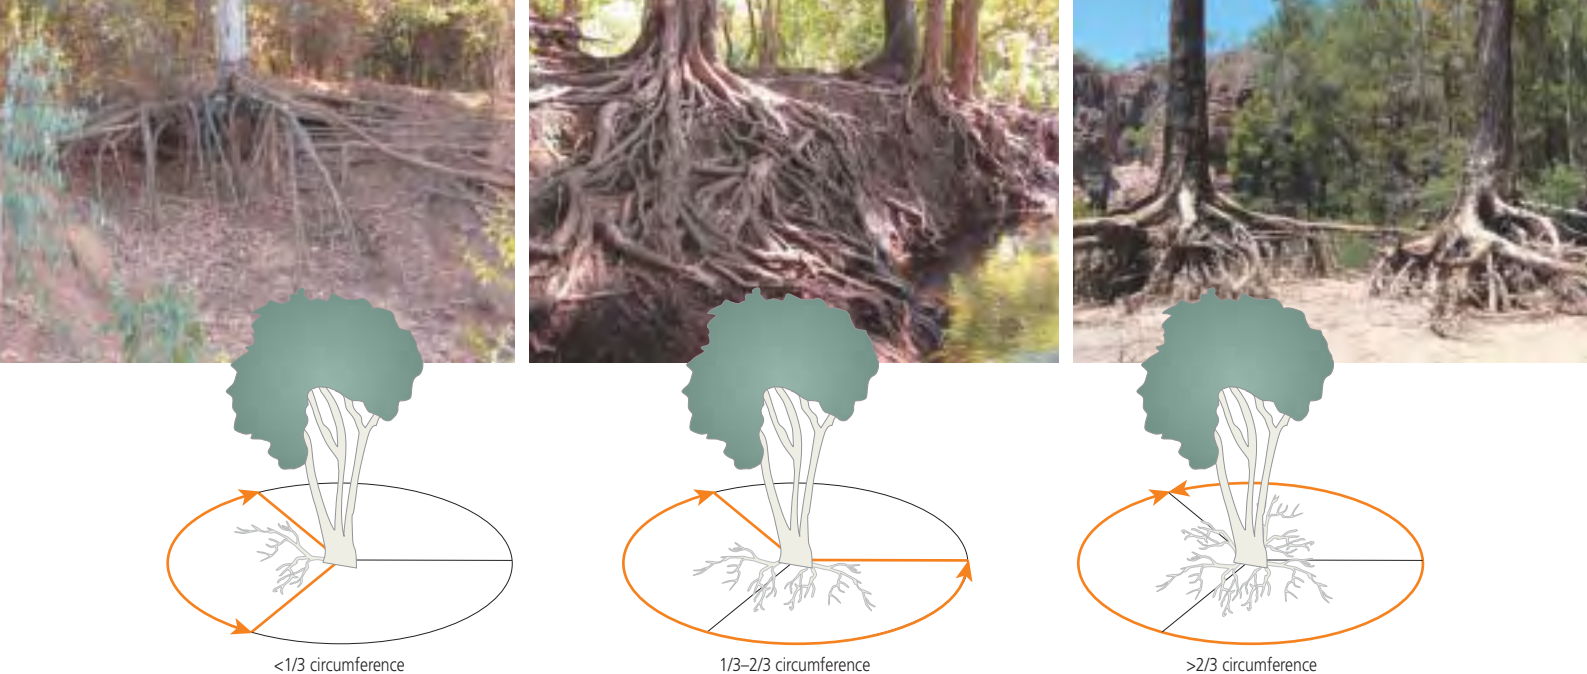 <1/3 circumference
1/3–2/3 circumference
>2/3 circumference